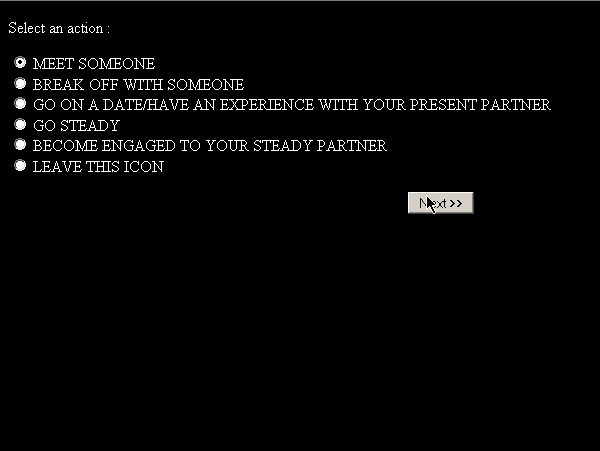 Select an action :
MEET SOMEONE
BREAK OFF WITH SOMEONE
GO ON A DATE/HAVE AN EXPERIENCE WITH YOUR PRESENT PARTNER
GO STEADY
BECOME ENGAGED TO YOUR STEADY PARTNER
LEAVE THIS ICON
Next >>